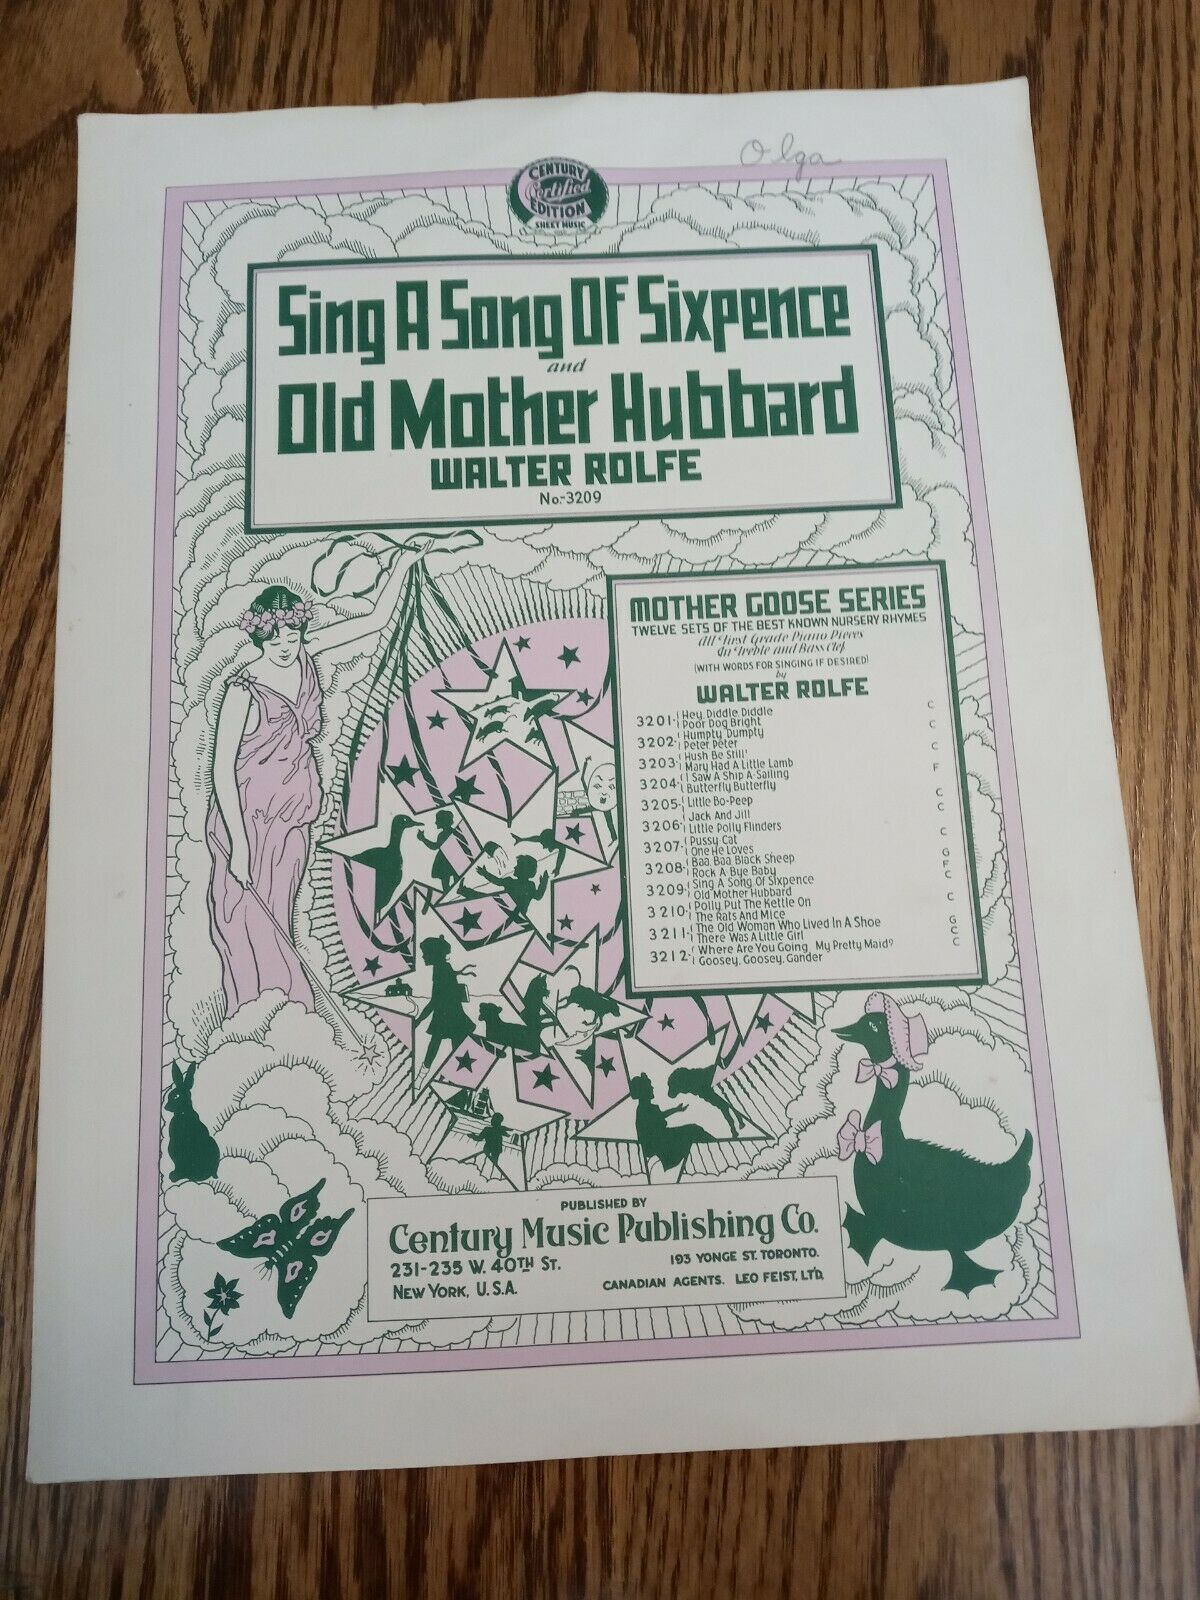 Olga
CENTURY
Certified
EDITION
SHEET MUSIC
Sing A Song Of Sixpence
and
Old Mother Hubbard
WALTER ROLFE
No.-3209
MOTHER GOOSE SERIES
TWELVE SETS OF THE BEST KNOWN NURSERY RHYMES
All First Grade Piano Pieces
In Treble and Bass Clef
(WITH WORDS FOR SINGING IF DESIRED)
by
WALTER ROLFE
3201- Hey, Diddle, Diddle C
Poor Dog Bright
3202- Humpty Dumpty C
Peter, Peter
3203- Hush Be Still! C
Mary Had A Little Lamb
3204- I Saw A Ship A-Sailing F
Butterfly Butterfly
3205- Little Bo-Peep C
Jack And Jill C
3206- Little Polly Flinders
3207- Pussy Cat C
One He Loves
3208- Baa, Baa, Black Sheep G
Rock-A-Bye Baby F
3209- Sing A Song Of Sixpence C
Old Mother Hubbard
3210- Polly Put The Kettle On C
The Rats And Mice
3211- The Old Woman Who Lived In A Shoe G
There Was A Little Girl C
3212- Where Are You Going, My Pretty Maid? C
Goosey, Goosey, Gander
PUBLISHED BY
Century Music Publishing Co.
231-235 W. 40TH ST.
NEW YORK, U.S.A.
193 YONGE ST. TORONTO.
CANADIAN AGENTS. LEO FEIST, LT'D.